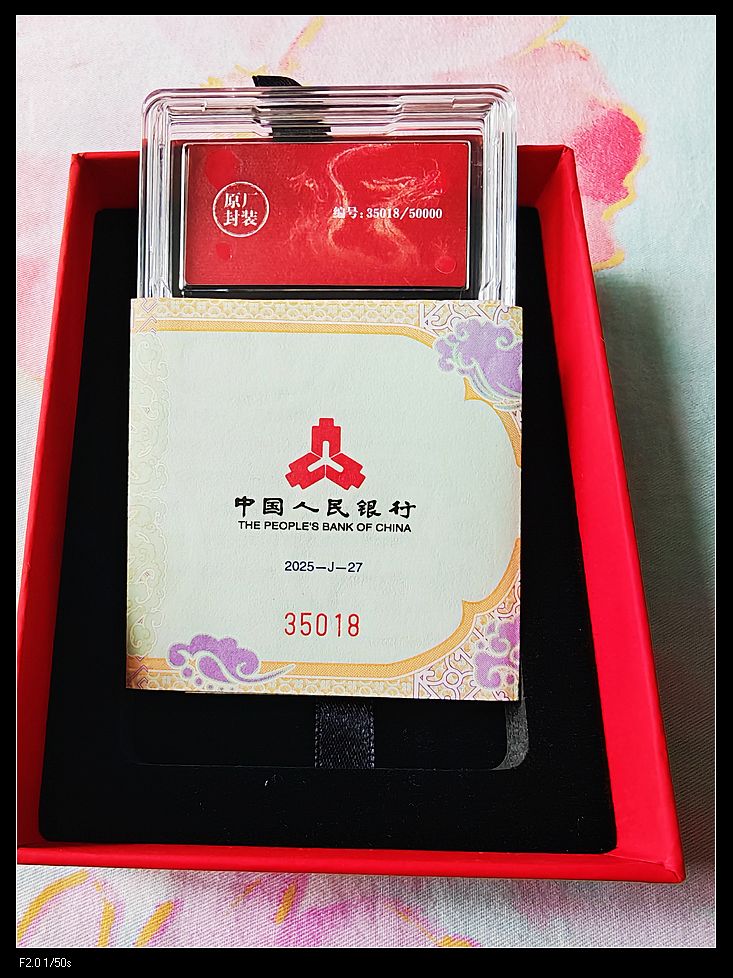 原厂
封装
编号:35018/50000
中国人民银行
THE PEOPLE'S BANK OF CHINA
2025—J—27
35018
F2.0 1/50s